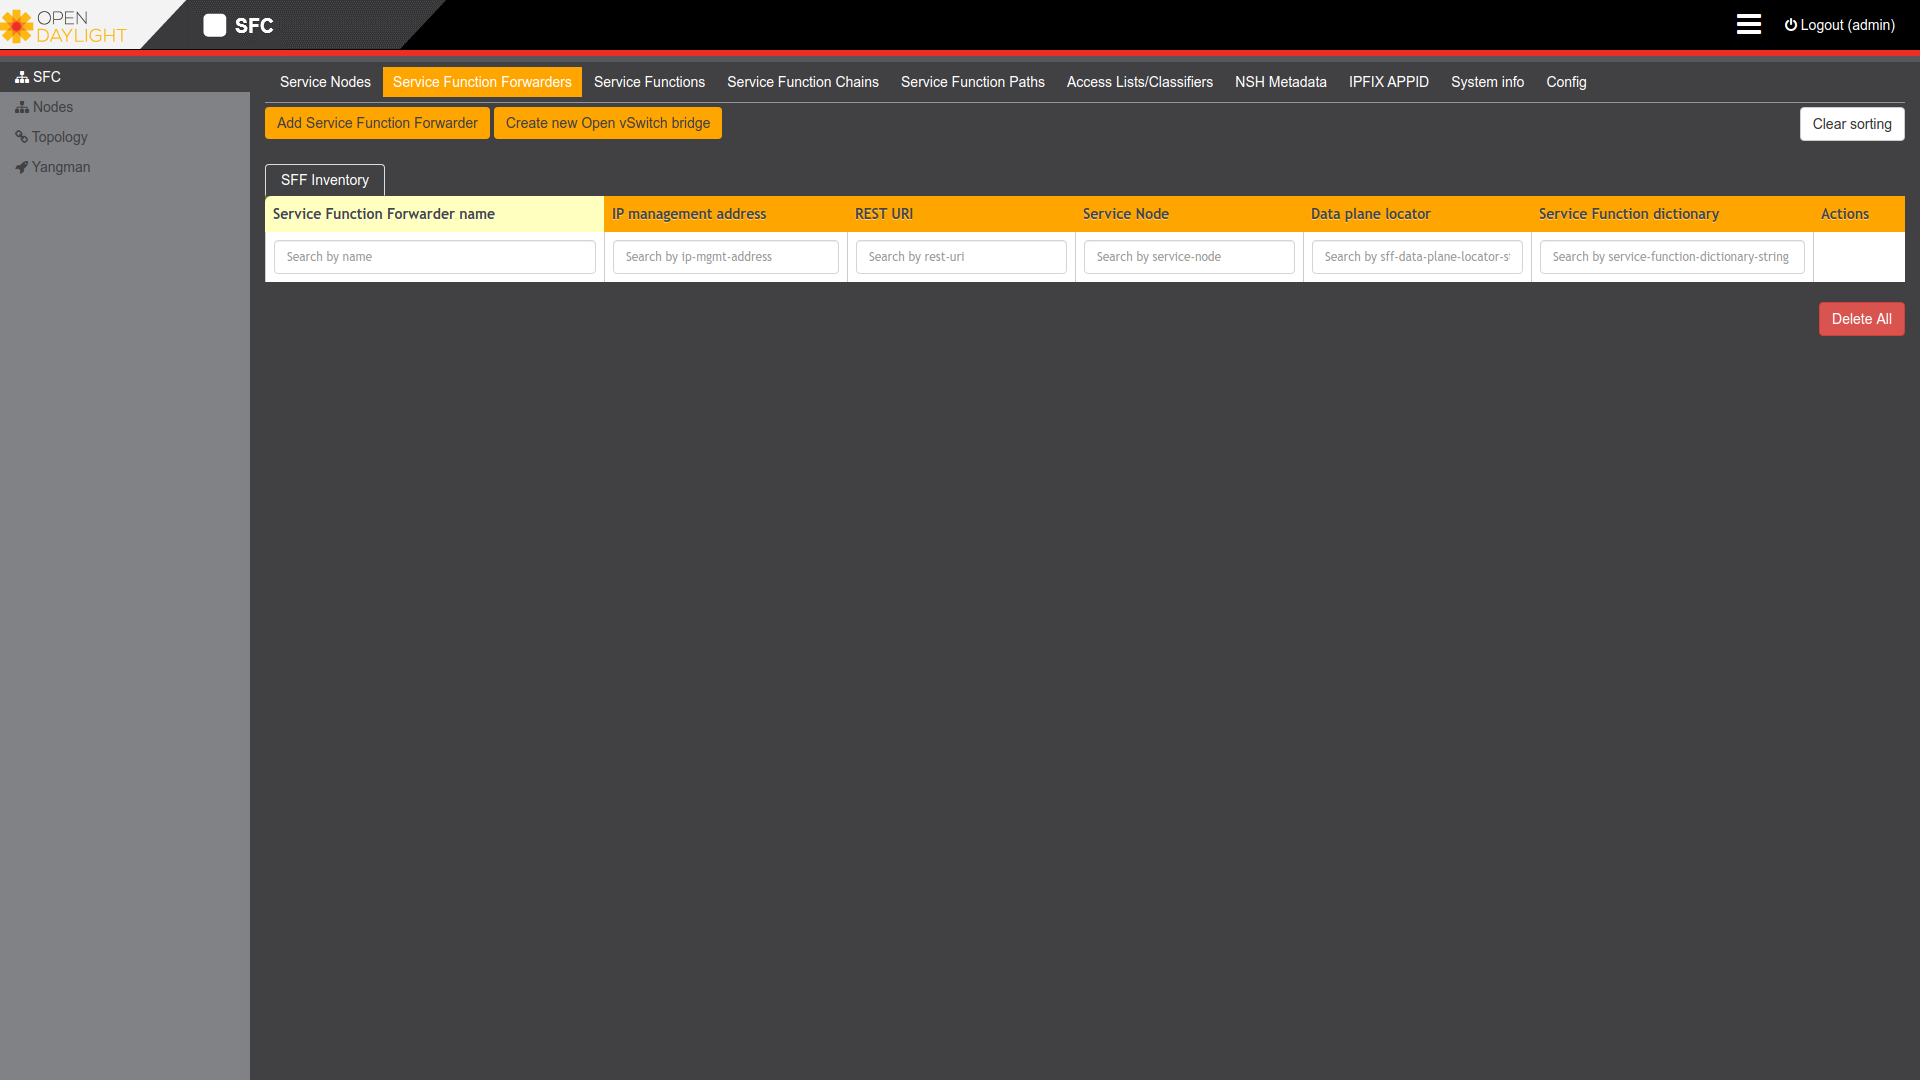 OPEN
DAYLIGHT
SFC
Logout (admin)
SFC
Nodes
Topology
Yangman
Service Nodes Service Function Forwarders Service Functions Service Function Chains Service Function Paths Access Lists/Classifiers NSH Metadata IPFIX APPID System info Config
Add Service Function Forwarder Create new Open vSwitch bridge Clear sorting
SFF Inventory
Service Function Forwarder name IP management address REST URI Service Node Data plane locator Service Function dictionary Actions
Search by name Search by ip-mgmt-address Search by rest-uri Search by service-node Search by sff-data-plane-locator-s Search by service-function-dictionary-string
Delete All